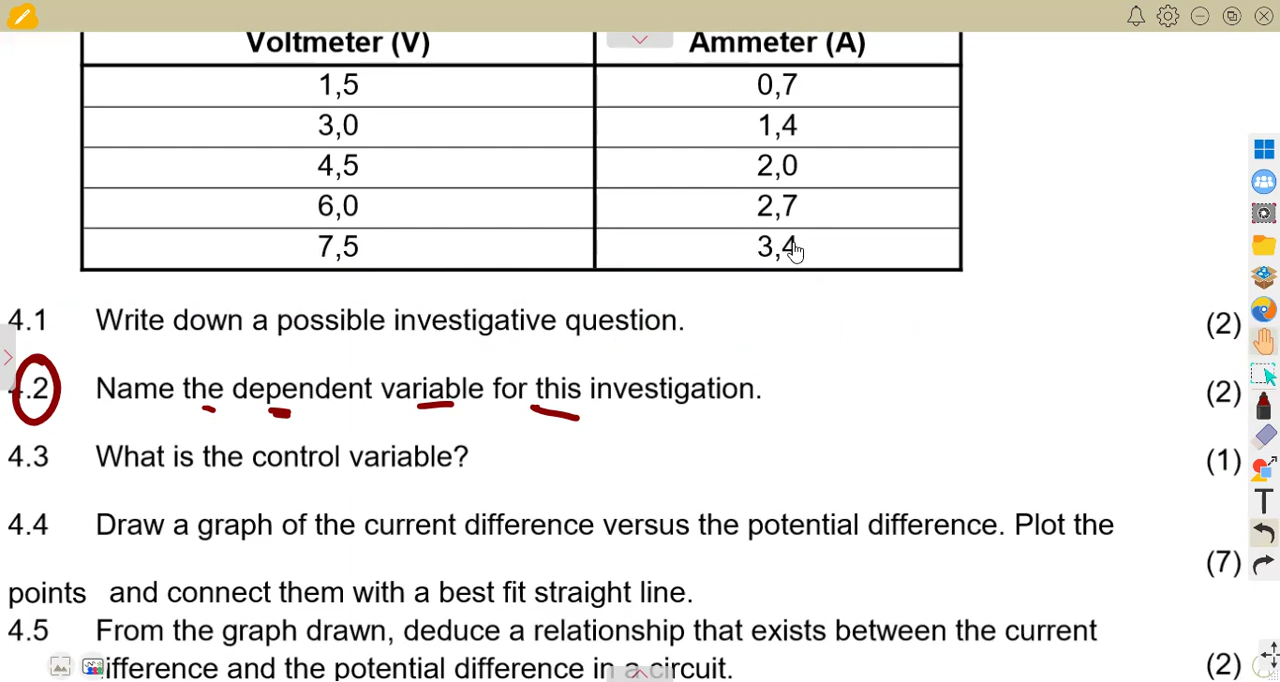 Voltmeter (V) Ammeter (A)
1,5 0,7
3,0 1,4
4,5 2,0
6,0 2,7
7,5 3,4
4.1 Write down a possible investigative question. (2)
4.2 Name the dependent variable for this investigation. (2)
4.3 What is the control variable? (1)
4.4 Draw a graph of the current difference versus the potential difference. Plot the
(7)
points and connect them with a best fit straight line.
4.5 From the graph drawn, deduce a relationship that exists between the current
difference and the potential difference in a circuit. (2)